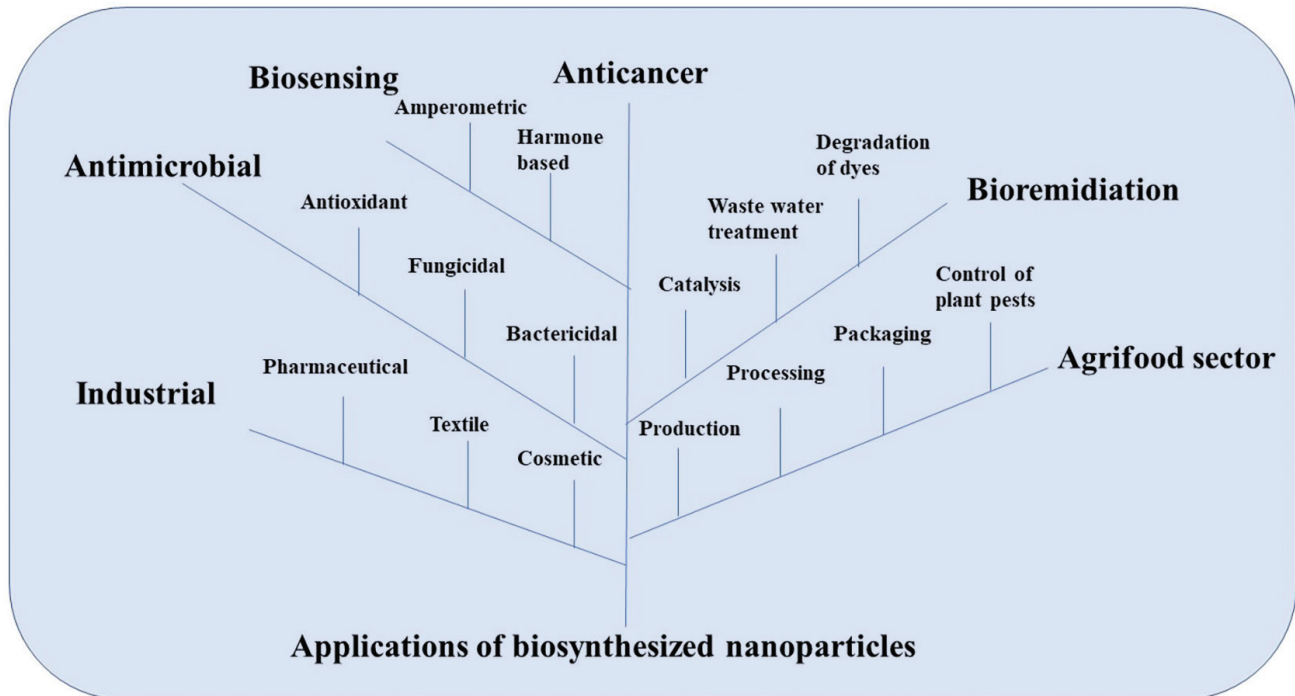 Anticancer
Biosensing
Amperometric
Harmone
based
Degradation
of dyes
Antimicrobial
Bioremidiation
Antioxidant
Waste water
treatment
Fungicidal
Catalysis
Control of
plant pests
Bactericidal
Packaging
Agrifood sector
Pharmaceutical
Processing
Industrial
Textile
Production
Cosmetic
Applications of biosynthesized nanoparticles